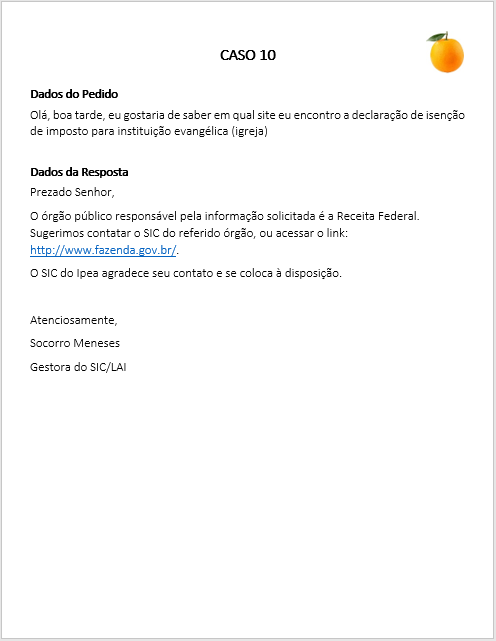 CASO 10
Dados do Pedido
Olá, boa tarde, eu gostaria de saber em qual site eu encontro a declaração de isenção
de imposto para instituição evangélica (igreja)
Dados da Resposta
Prezado Senhor,
O órgão público responsável pela informação solicitada é a Receita Federal.
Sugerimos contatar o SIC do referido órgão, ou acessar o link:
http://www.fazenda.gov.br/.
O SIC do Ipea agradece seu contato e se coloca à disposição.
Atenciosamente,
Socorro Meneses
Gestora do SIC/LAI